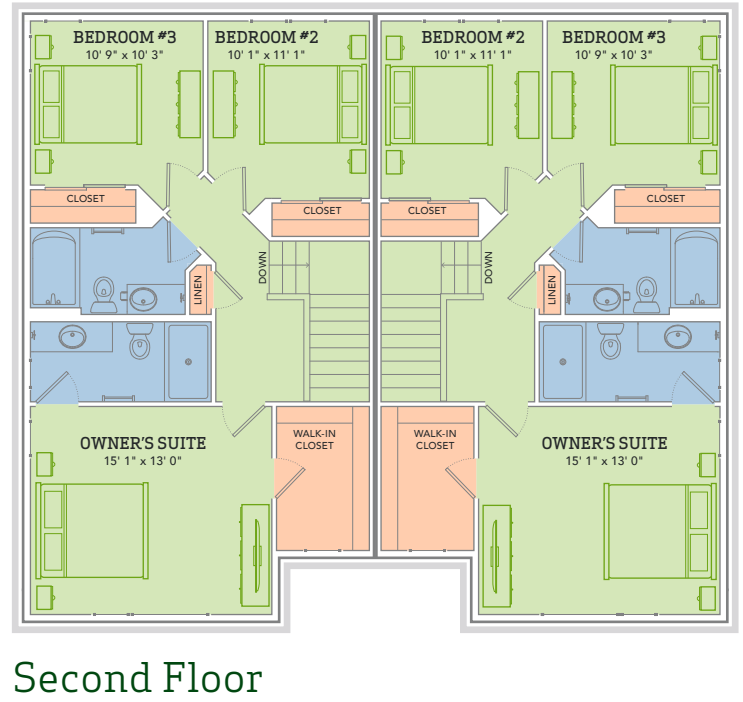 BEDROOM #3
10' 9" x 10' 3"
BEDROOM #2
10' 1" x 11' 1"
BEDROOM #2
10' 1" x 11' 1"
BEDROOM #3
10' 9" x 10' 3"
CLOSET
CLOSET
CLOSET
CLOSET
DOWN
DOWN
LINEN
LINEN
OWNER'S SUITE
15' 1" x 13' 0"
WALK-IN
CLOSET
WALK-IN
CLOSET
OWNER'S SUITE
15' 1" x 13' 0"
Second Floor